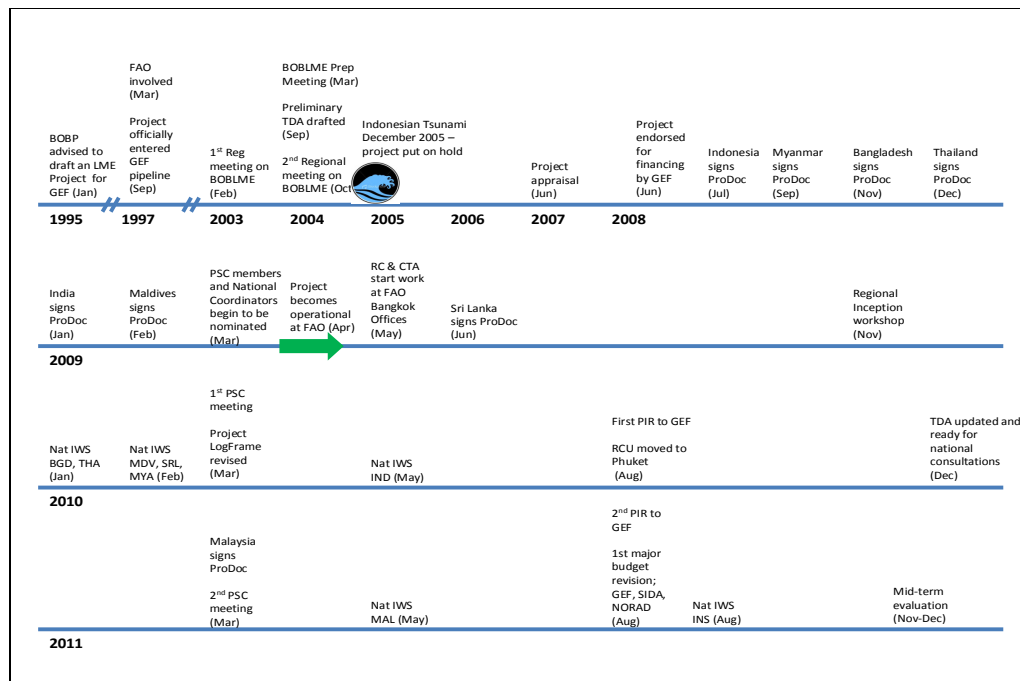 BOBP
advised to
draft an LME
Project for
GEF (Jan)
FAO
involved
(Mar)
Project
officially
entered
GEF
pipeline
(Sep)
1st Reg
meeting on
BOBLME
(Feb)
BOBLME Prep
Meeting (Mar)
Preliminary
TDA drafted
(Sep)
2nd Regional
meeting on
BOBLME (Oct
Indonesian Tsunami
December 2005 –
project put on hold
Project
appraisal
(Jun)
Project
endorsed
for
financing
by GEF
(Jun)
Indonesia
signs
ProDoc
(Jul)
Myanmar
signs
ProDoc
(Sep)
Bangladesh
signs
ProDoc
(Nov)
Thailand
signs
ProDoc
(Dec)
1995 1997 2003 2004 2005 2006 2007 2008
India
signs
ProDoc
(Jan)
Maldives
signs
ProDoc
(Feb)
PSC members
and National
Coordinators
begin to be
nominated
(Mar)
Project
becomes
operational
at FAO (Apr)
RC & CTA
start work
at FAO
Bangkok
Offices
(May)
Sri Lanka
signs ProDoc
(Jun)
Regional
Inception
workshop
(Nov)
2009
Nat IWS
BGD, THA
(Jan)
Nat IWS
MDV, SRL,
MYA (Feb)
1st PSC
meeting
Project
LogFrame
revised
(Mar)
Nat IWS
IND (May)
First PIR to GEF
RCU moved to
Phuket
(Aug)
TDA updated and
ready for
national
consultations
(Dec)
2010
Malaysia
signs
ProDoc
2nd PSC
meeting
(Mar)
Nat IWS
MAL (May)
2nd PIR to
GEF
1st major
budget
revision;
GEF, SIDA,
NORAD
(Aug)
Nat IWS
INS (Aug)
Mid-term
evaluation
(Nov-Dec)
2011